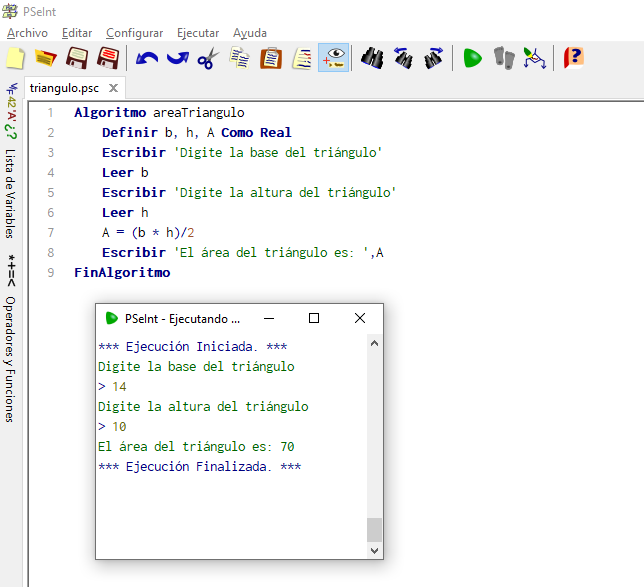 PSeInt
Archivo Editar Configurar Ejecutar Ayuda
triangulo.psc X
1 Algoritmo areaTriangulo
2 Definir b, h, A Como Real
3 Escribir 'Digite la base del triángulo'
4 Leer b
5 Escribir 'Digite la altura del triángulo'
6 Leer h
7 A = (b * h)/2
8 Escribir 'El área del triángulo es: ',A
9 FinAlgoritmo
42 'A' ¿?
Lista de Variables
*+=<
Operadores y Funciones
PSeInt - Ejecutando ...
*** Ejecución Iniciada. ***
Digite la base del triángulo
> 14
Digite la altura del triángulo
> 10
El área del triángulo es: 70
*** Ejecución Finalizada. ***